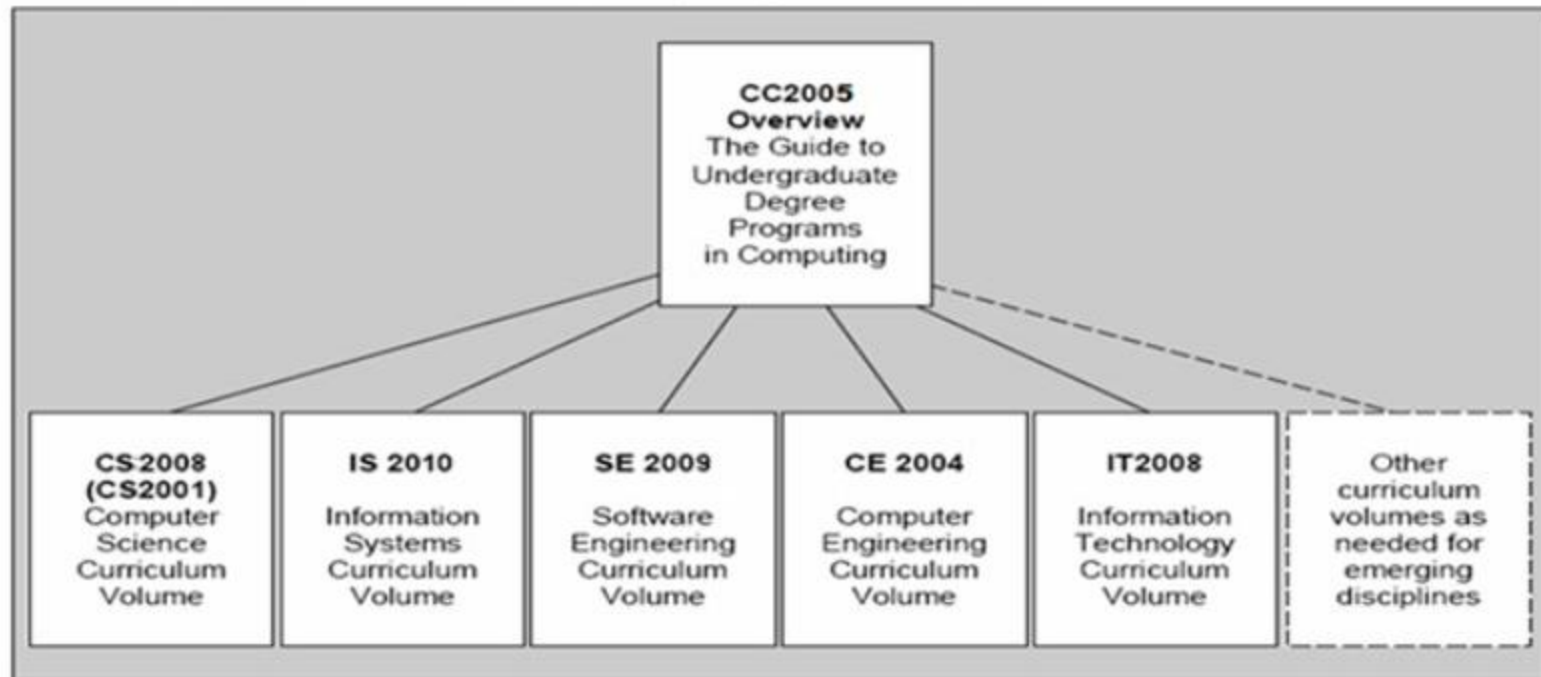 CC2005
Overview
The Guide to
Undergraduate
Degree
Programs
in Computing
CS2008
(CS2001)
Computer
Science
Curriculum
Volume
IS 2010
Information
Systems
Curriculum
Volume
SE 2009
Software
Engineering
Curriculum
Volume
CE 2004
Computer
Engineering
Curriculum
Volume
IT2008
Information
Technology
Curriculum
Volume
Other
curriculum
volumes as
needed for
emerging
disciplines